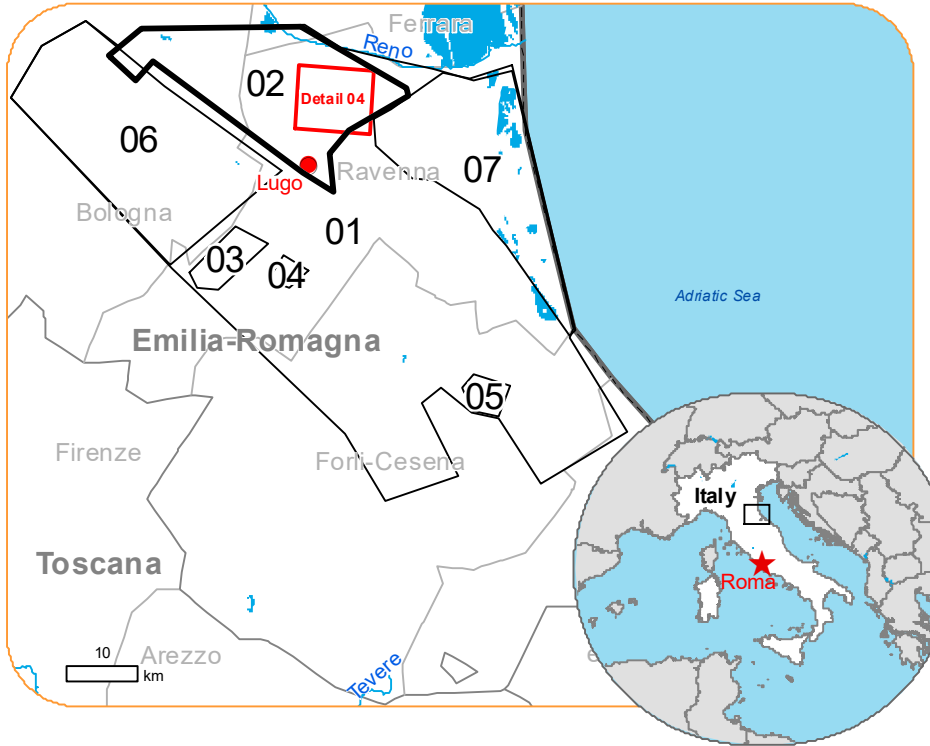 Ferrara
Reno
02
Detail 04
06
Ravenna
07
Lugo
Bologna
01
03
04
Adriatic Sea
Emilia-Romagna
05
Firenze
Forlì-Cesena
Italy
Toscana
Roma
10
km
Arezzo
Tevere